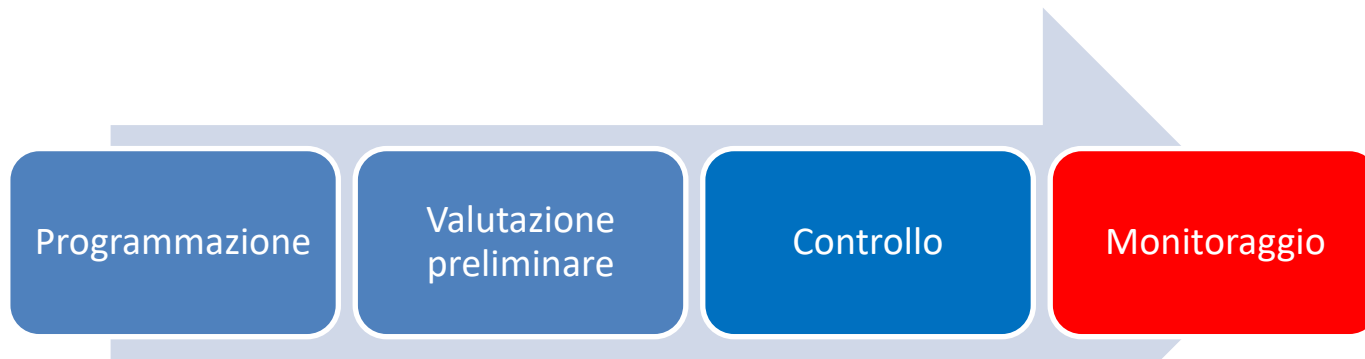 Programmazione
Valutazione
preliminare
Controllo
Monitoraggio